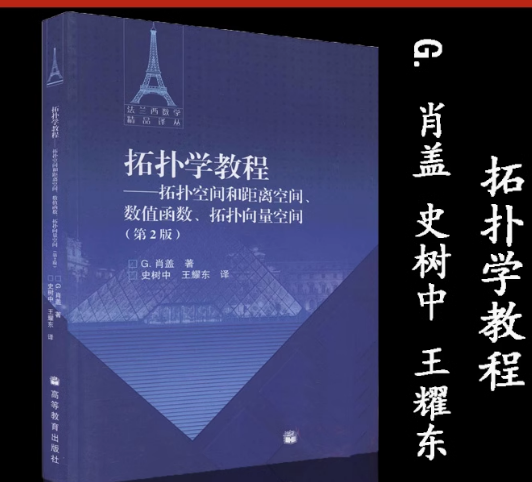 法兰西数学
精品译丛
拓扑学教程
——拓扑空间和距离空间、
数值函数、拓扑向量空间
（第2版）
G. 肖盖 著
史树中 王耀东 译
拓扑学教程
——拓扑空间和距离空间、数值函数、拓扑向量空间（第2版）
G. 肖盖 著
史树中 王耀东 译
高等教育出版社
G. 肖盖 史树中 王耀东
拓扑学教程